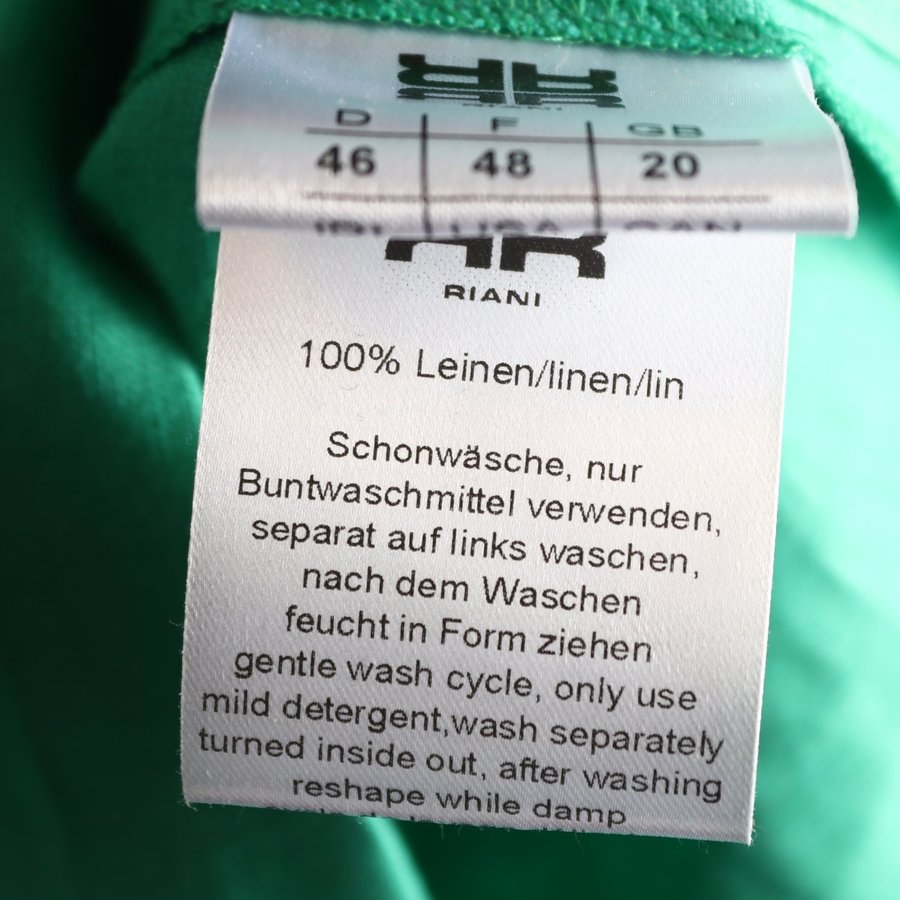 D F GB
46 48 20
USA CAN
RIANI
100% Leinen/linen/lin
Schonwäsche, nur
Buntwaschmittel verwenden,
separat auf links waschen,
nach dem Waschen
feucht in Form ziehen
gentle wash cycle, only use
mild detergent,wash separately
turned inside out, after washing
reshape while damp